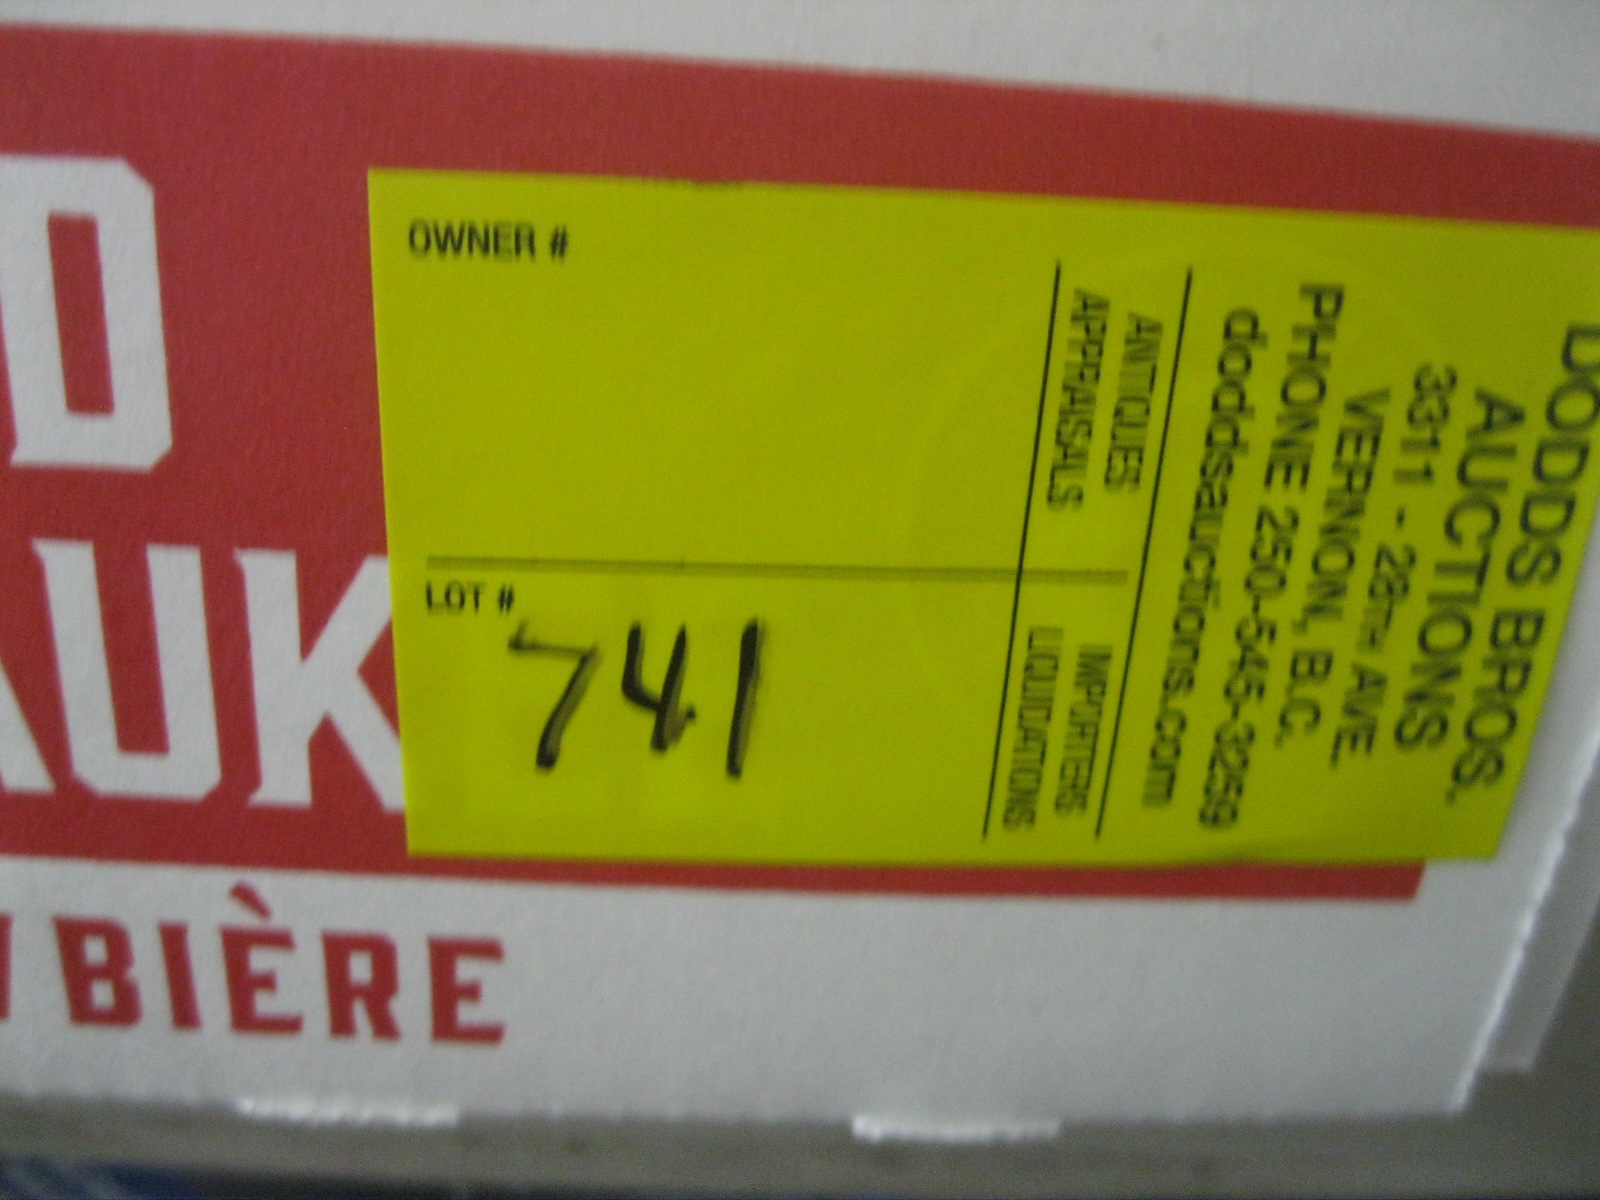 D
AUK
BIÈRE
OWNER #
LOT #
741
DODDS BROS.
AUCTIONS
3311 - 28TH AVE.
VERNON, B.C.
PHONE 250-545-3259
doddsauctions.com
ANTIQUES IMPORTERS
APPRAISALS LIQUIDATIONS